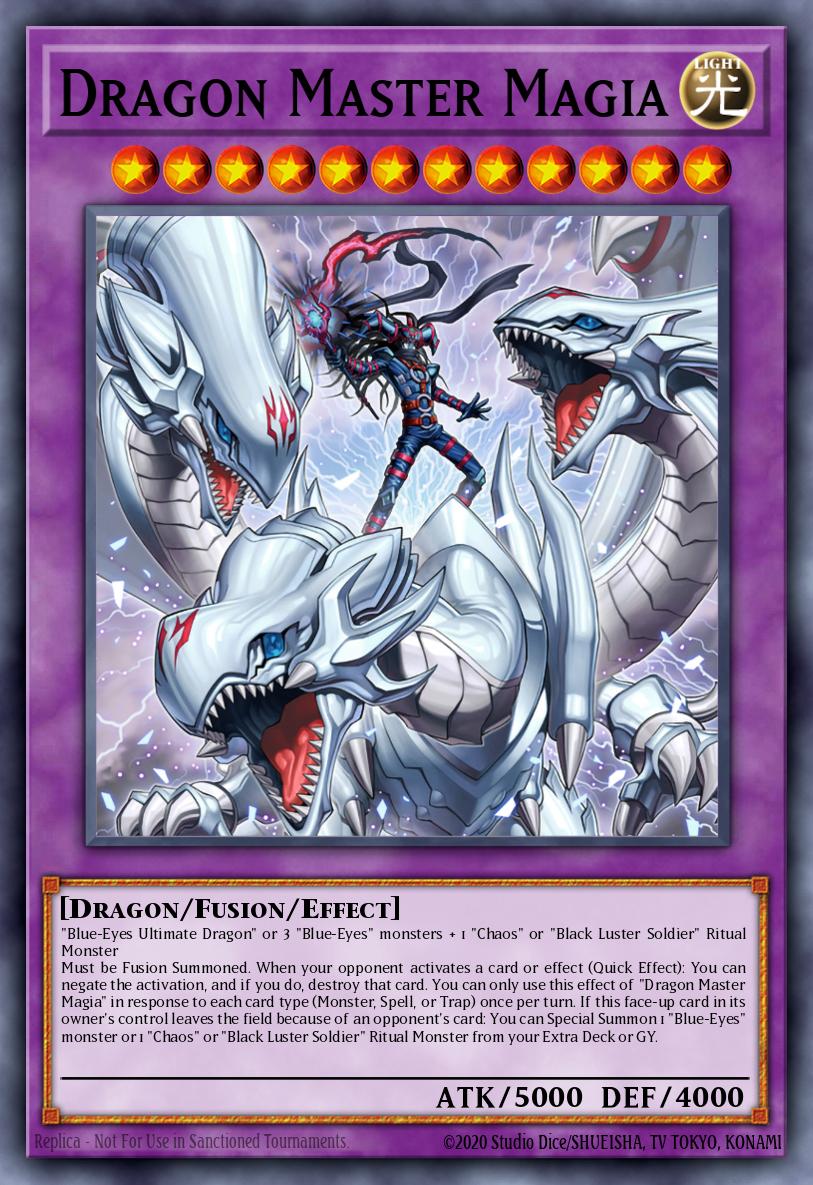 Dragon Master Magia
LIGHT
光
[Dragon/Fusion/Effect]
"Blue-Eyes Ultimate Dragon" or 3 "Blue-Eyes" monsters + 1 "Chaos" or "Black Luster Soldier" Ritual
Monster
Must be Fusion Summoned. When your opponent activates a card or effect (Quick Effect): You can
negate the activation, and if you do, destroy that card. You can only use this effect of "Dragon Master
Magia" in response to each card type (Monster, Spell, or Trap) once per turn. If this face-up card in its
owner's control leaves the field because of an opponent's card: You can Special Summon 1 "Blue-Eyes"
monster or 1 "Chaos" or "Black Luster Soldier" Ritual Monster from your Extra Deck or GY.
ATK/5000 DEF/4000
Replica - Not For Use in Sanctioned Tournaments.
©2020 Studio Dice/SHUEISHA, TV TOKYO, KONAMI